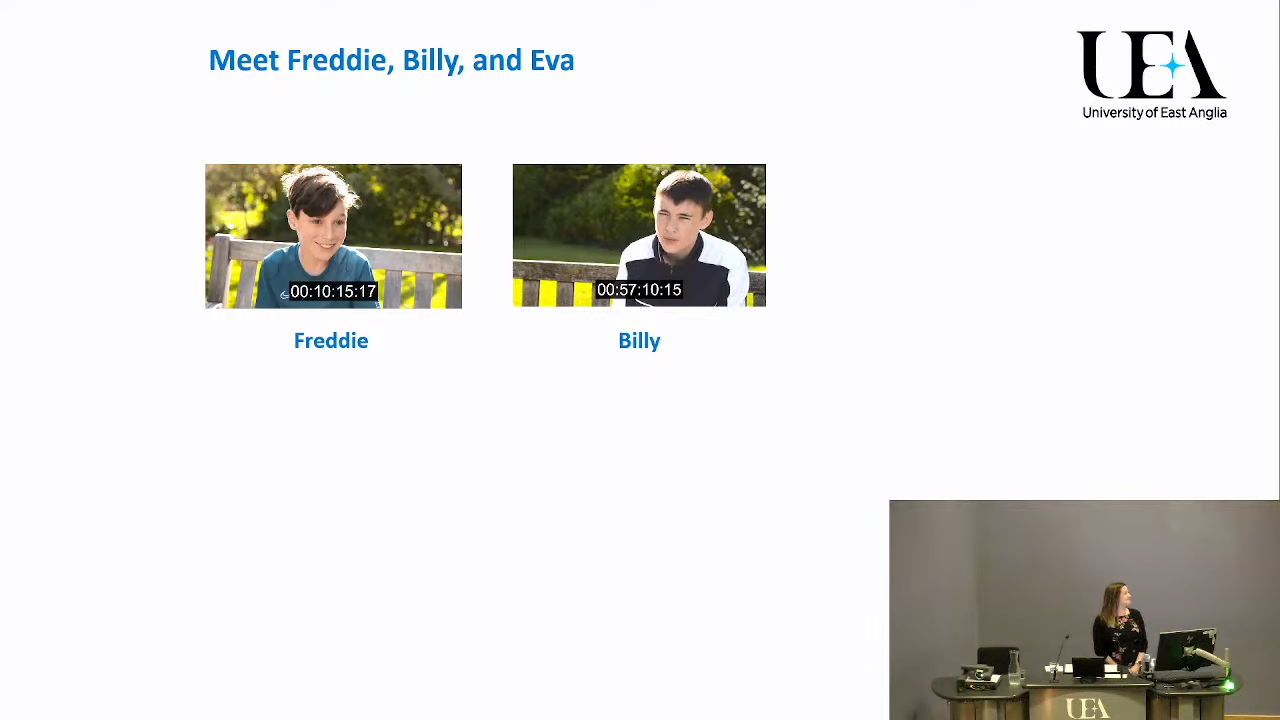 Meet Freddie, Billy, and Eva
UEA
University of East Anglia
00:10:15:17
00:57:10:15
Freddie
Billy
UEA